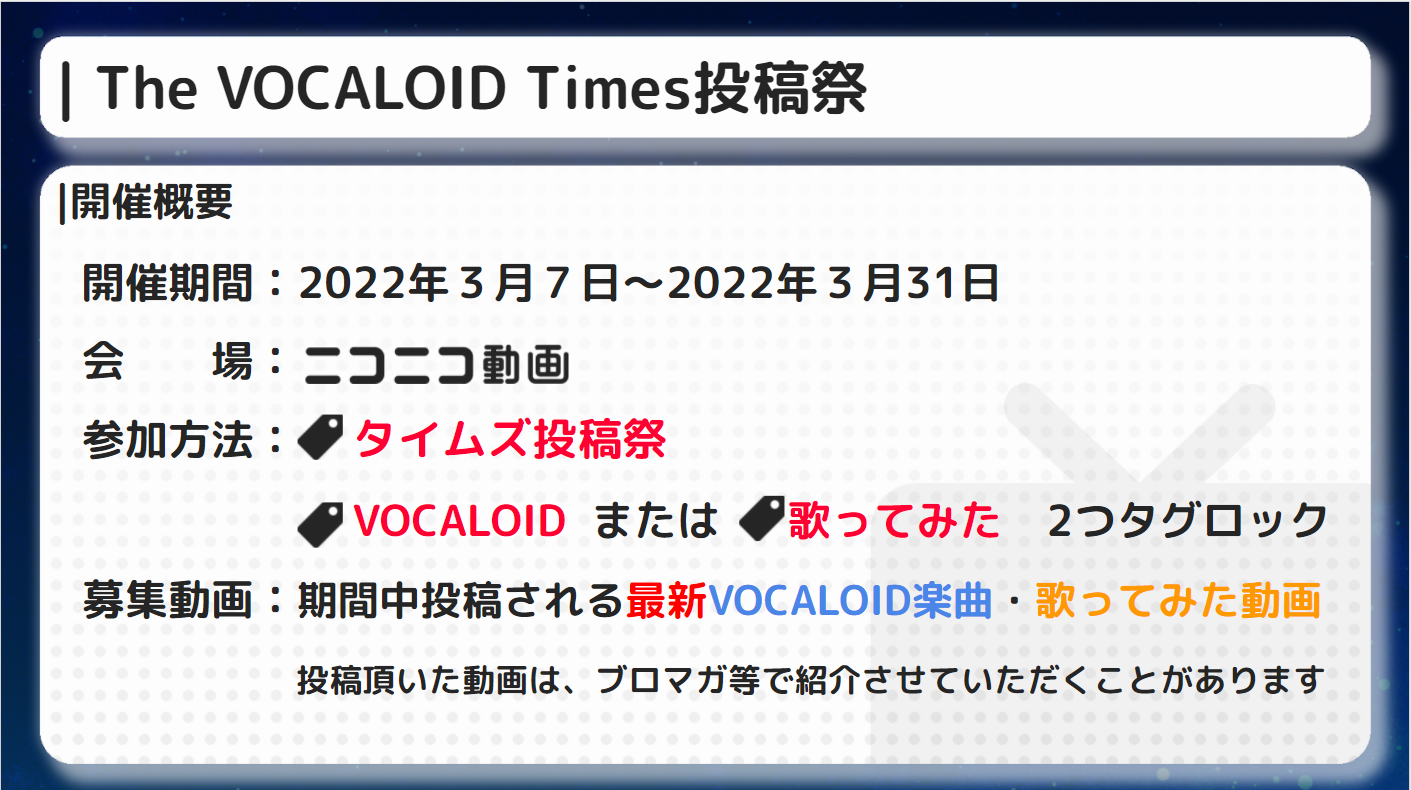 | The VOCALOID Times投稿祭
|開催概要
開催期間：2022年３月７日～2022年３月31日
会　　場：ニコニコ動画
参加方法：タイムズ投稿祭
VOCALOID または 歌ってみた　2つタグロック
募集動画：期間中投稿される最新VOCALOID楽曲・歌ってみた動画
投稿頂いた動画は、ブロマガ等で紹介させていただくことがあります